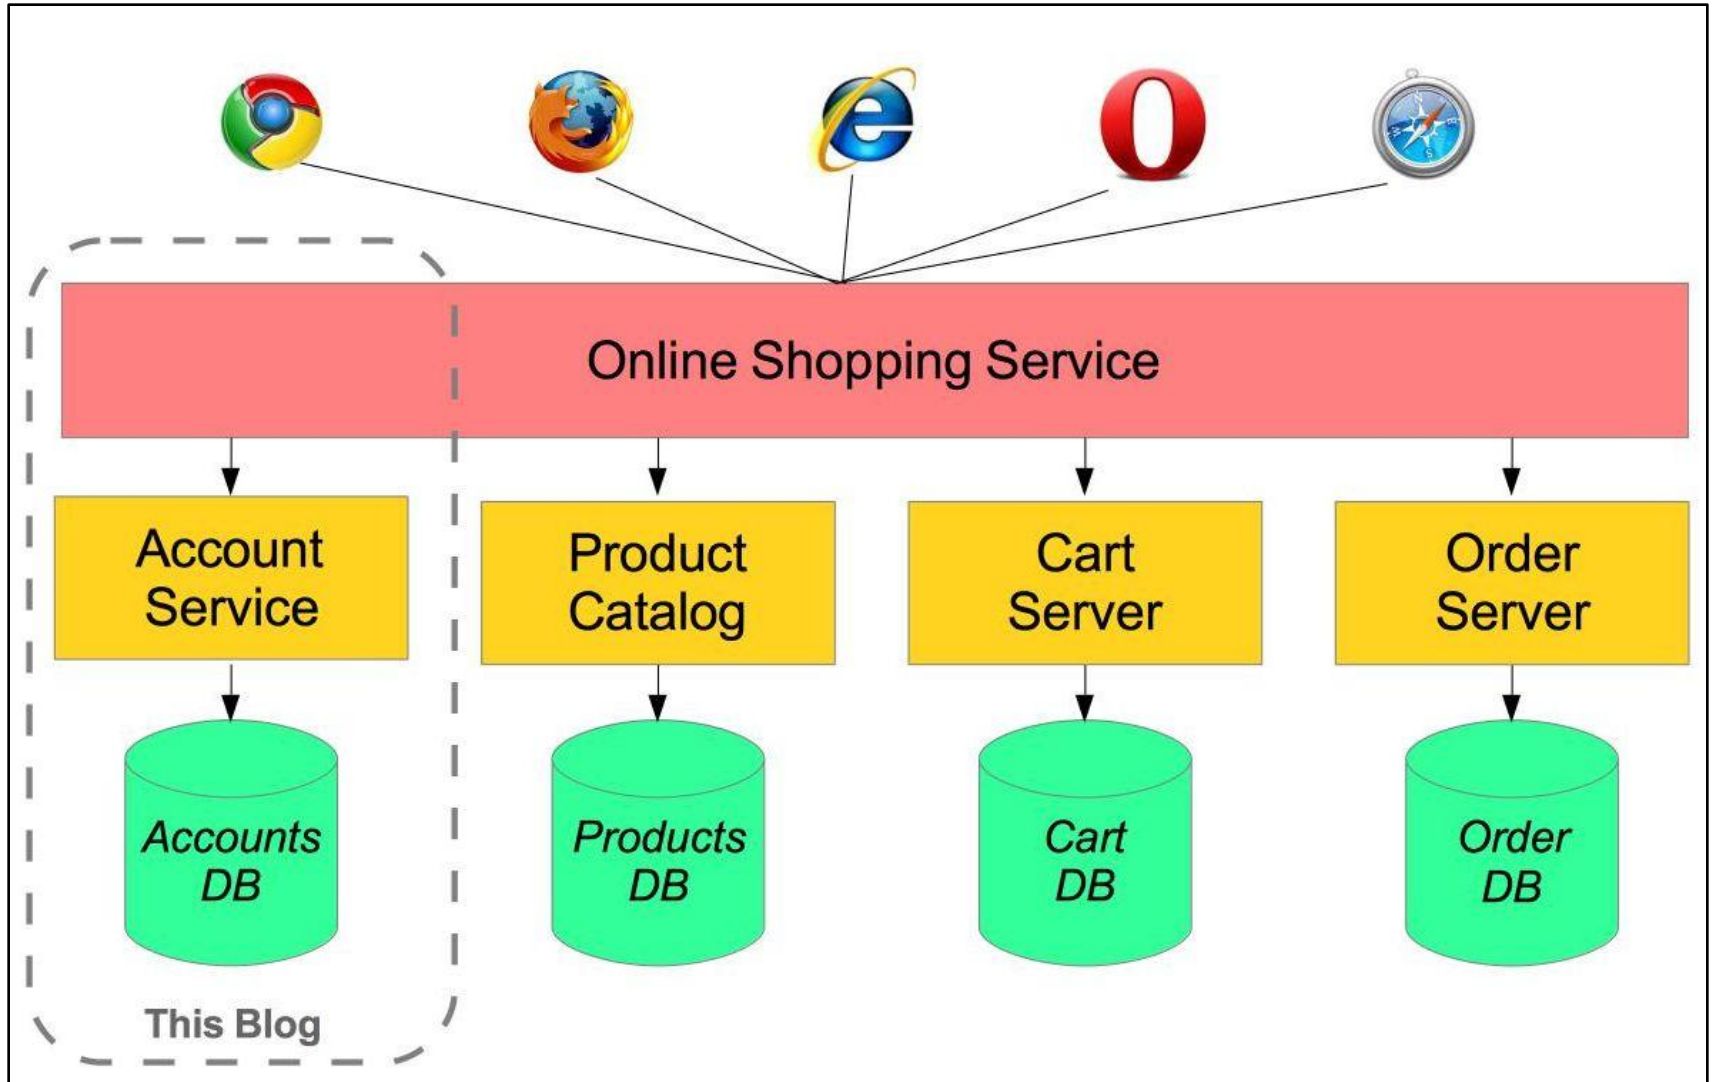 Online Shopping Service
Account
Service
Product
Catalog
Cart
Server
Order
Server
Accounts
DB
Products
DB
Cart
DB
Order
DB
This Blog